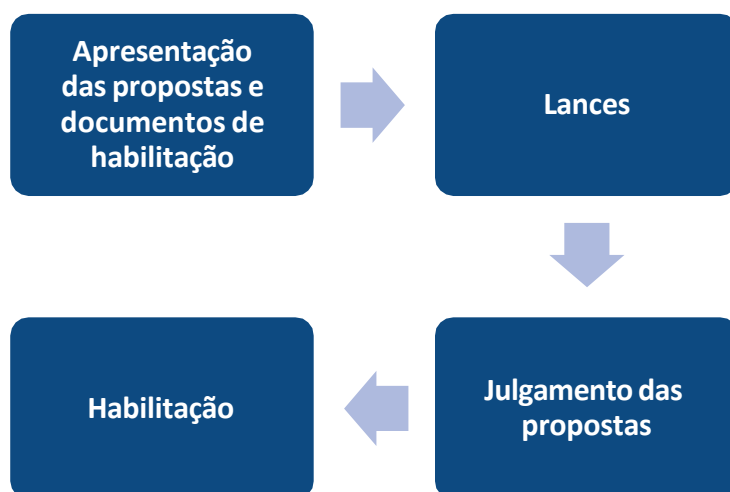 Apresentação
das propostas e
documentos de
habilitação
Lances
Julgamento das
propostas
Habilitação